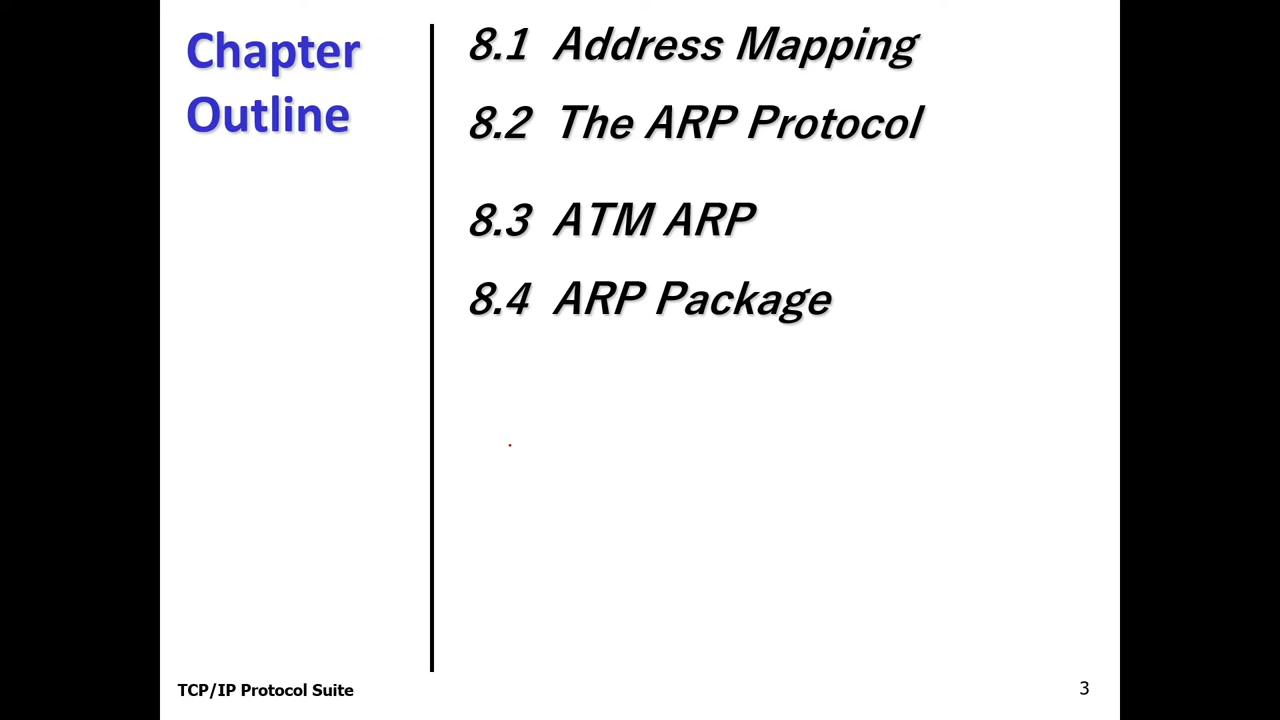 Chapter
Outline
8.1 Address Mapping
8.2 The ARP Protocol
8.3 ATM ARP
8.4 ARP Package
TCP/IP Protocol Suite
3